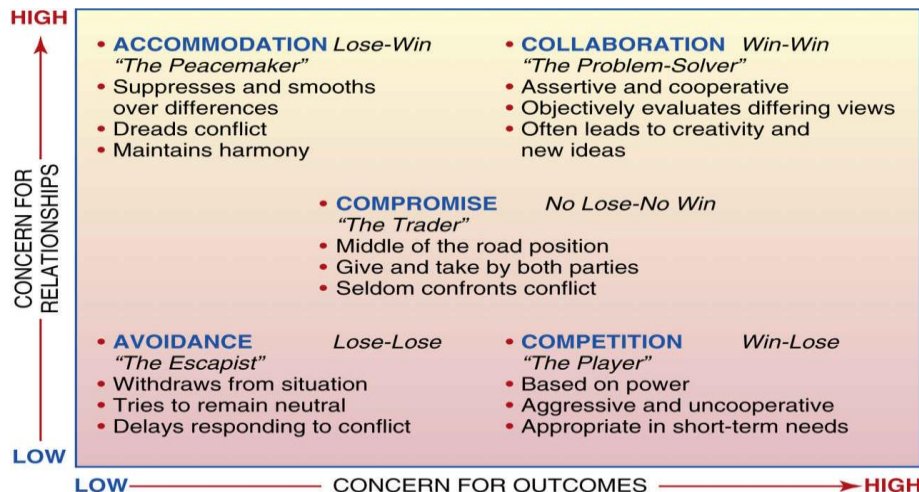 HIGH
CONCERN FOR
RELATIONSHIPS
LOW
• ACCOMMODATION Lose-Win
“The Peacemaker”
• Suppresses and smooths
over differences
• Dreads conflict
• Maintains harmony
• COLLABORATION Win-Win
“The Problem-Solver”
• Assertive and cooperative
• Objectively evaluates differing views
• Often leads to creativity and
new ideas
• COMPROMISE No Lose-No Win
“The Trader”
• Middle of the road position
• Give and take by both parties
• Seldom confronts conflict
• AVOIDANCE Lose-Lose
“The Escapist”
• Withdraws from situation
• Tries to remain neutral
• Delays responding to conflict
• COMPETITION Win-Lose
“The Player”
• Based on power
• Aggressive and uncooperative
• Appropriate in short-term needs
LOW CONCERN FOR OUTCOMES HIGH